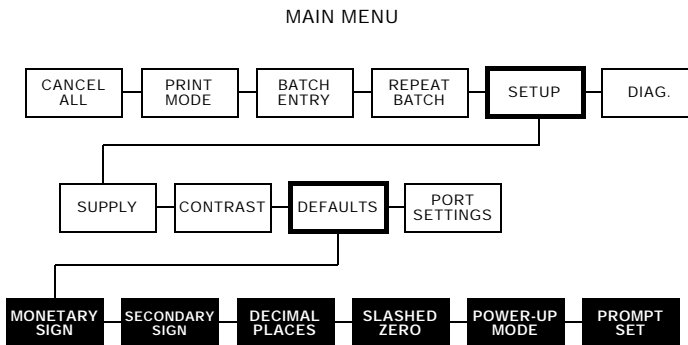 MAIN MENU
CANCEL
ALL
PRINT
MODE
BATCH
ENTRY
REPEAT
BATCH
SETUP
DIAG.
SUPPLY
CONTRAST
DEFAULTS
PORT
SETTINGS
MONETARY
SIGN
SECONDARY
SIGN
DECIMAL
PLACES
SLASHED
ZERO
POWER-UP
MODE
PROMPT
SET